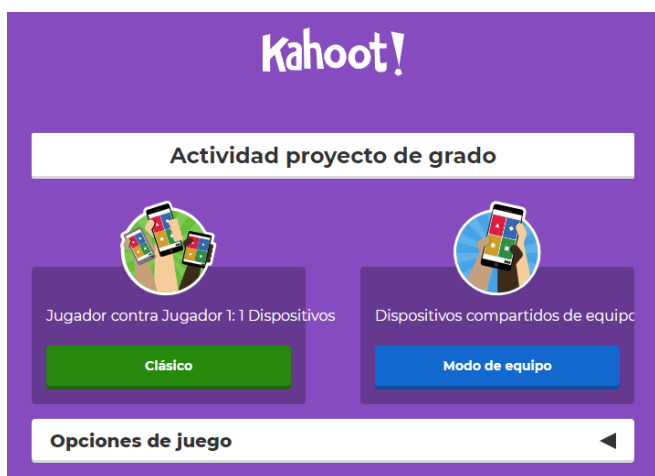 Kahoot!
Actividad proyecto de grado
Jugador contra Jugador 1: 1 Dispositivos
Dispositivos compartidos de equipo
Clásico
Modo de equipo
Opciones de juego